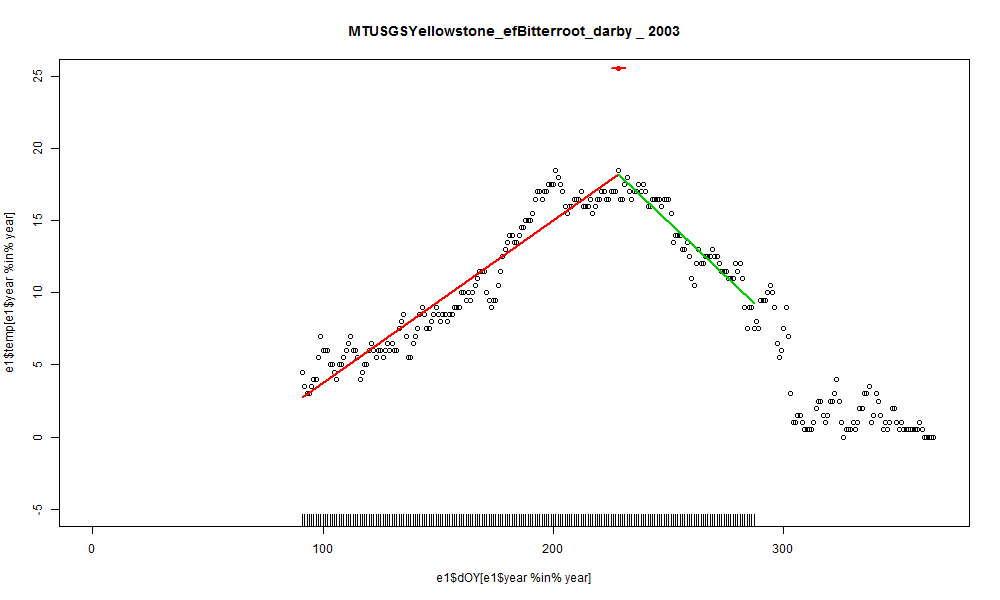 MTUSGSYellowstone_efBitterroot_darby _ 2003
25
20
15
10
5
0
-5
e1$temp[e1$year %in% year]
0 100 200 300
e1$dOY[e1$year %in% year]